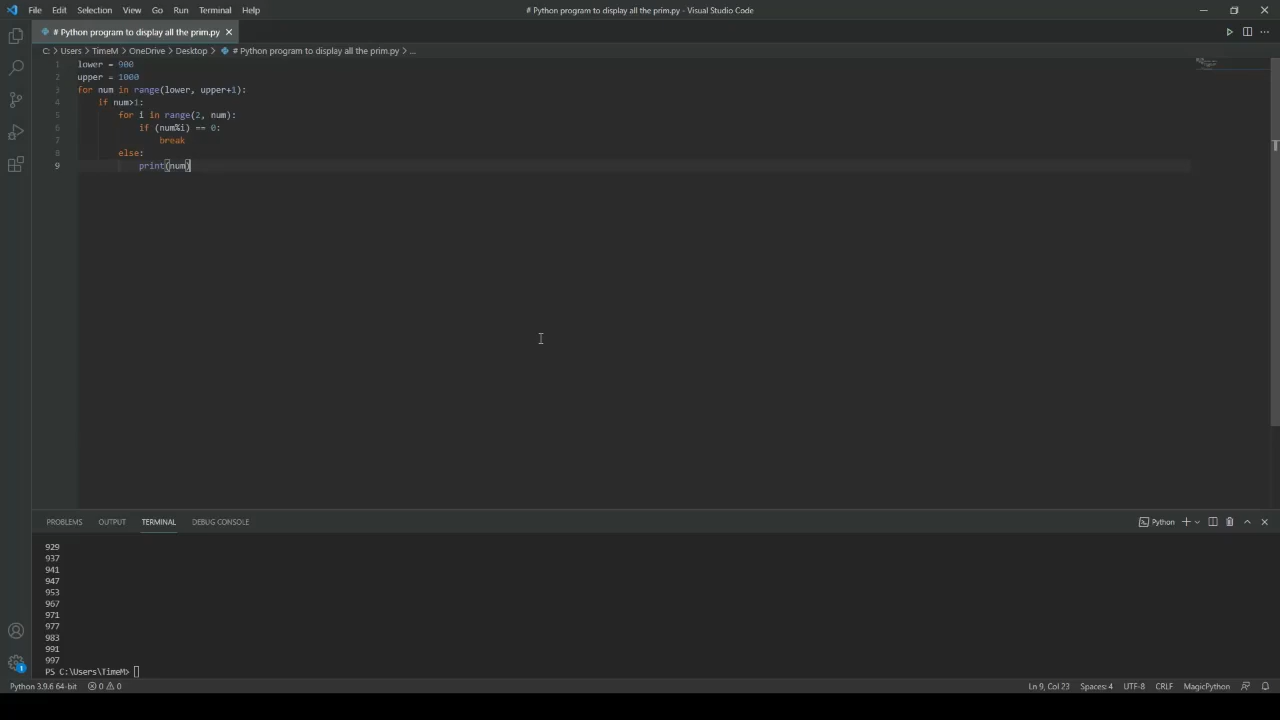 File Edit Selection View Go Run Terminal Help
# Python program to display all the prim.py - Visual Studio Code
# Python program to display all the prim.py
C: > Users > TimeM > OneDrive > Desktop > # Python program to display all the prim.py > ...
1 lower = 900
2 upper = 1000
3 for num in range(lower, upper+1):
4 if num>1:
5 for i in range(2, num):
6 if (num%i) == 0:
7 break
8 else:
9 print(num)
PROBLEMS OUTPUT TERMINAL DEBUG CONSOLE
Python
929
937
941
947
953
967
971
977
983
991
997
PS C:\Users\TimeM>
1
Python 3.9.6 64-bit 0 0
Ln 9, Col 23 Spaces: 4 UTF-8 CRLF MagicPython